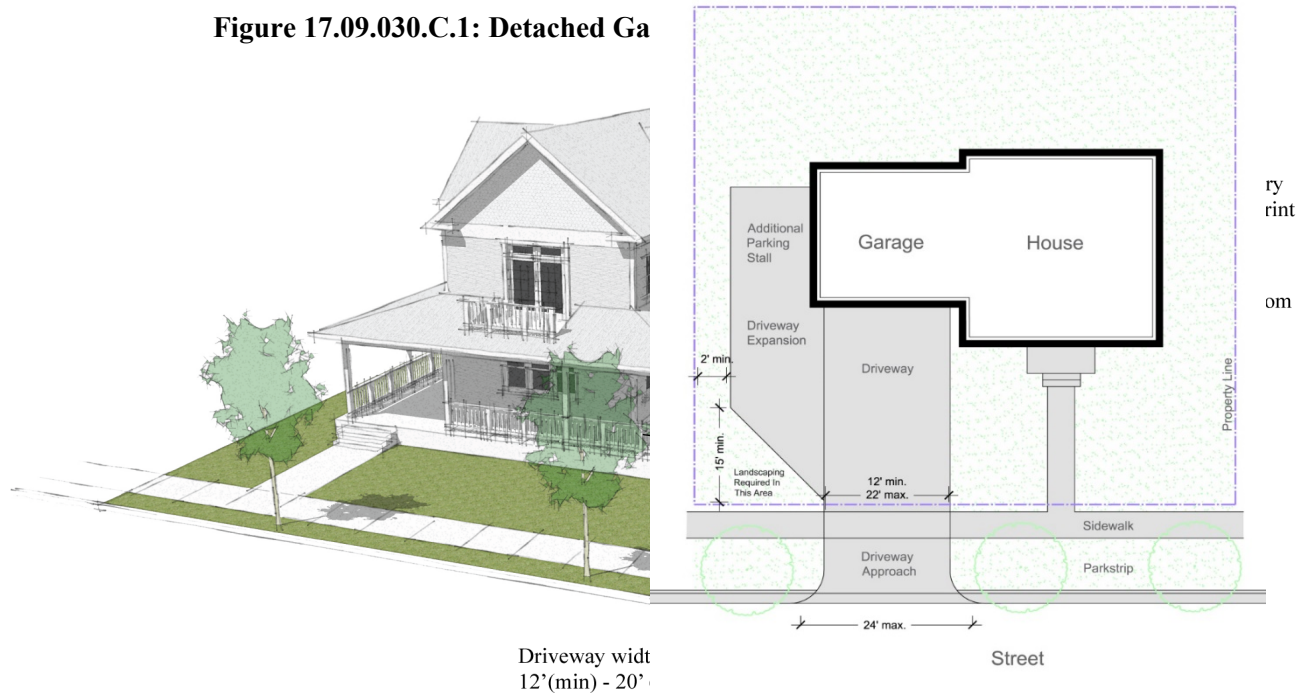 Figure 17.09.030.C.1: Detached Ga
ry
rint
om
Additional
Parking
Stall
Garage
House
Driveway
Expansion
2' min.
Driveway
Property Line
15' min.
Landscaping
Required In
This Area
12' min.
22' max.
Sidewalk
Driveway
Approach
Parkstrip
24' max.
Street
Driveway widt
12’(min) - 20’